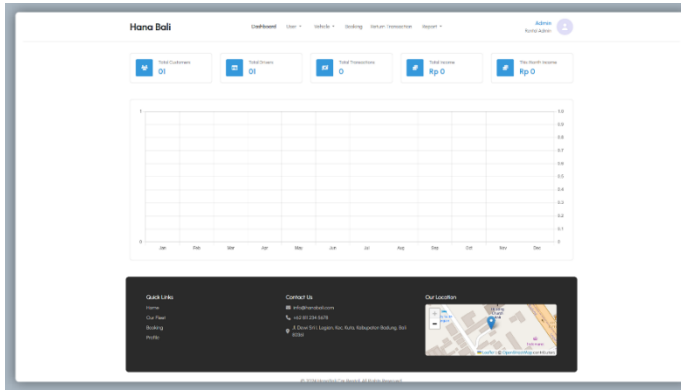 Hana Bali
Dashboard User Vehicle Booking Return Transaction Report
Admin
Rental Admin
Total Customers
01
Total Drivers
01
Total Transactions
0
Total Income
Rp 0
This Month Income
Rp 0
1
0
1.0
0.9
0.8
0.7
0.6
0.5
0.4
0.3
0.2
0.1
0
Jan Feb Mar Apr May Jun Jul Aug Sep Oct Nov Dec
Quick Links
Home
Our Fleet
Booking
Profile
Contact Us
info@hanabali.com
Our Location
+
−
Leaflet | © OpenStreetMap contributors
All Rights Reserved